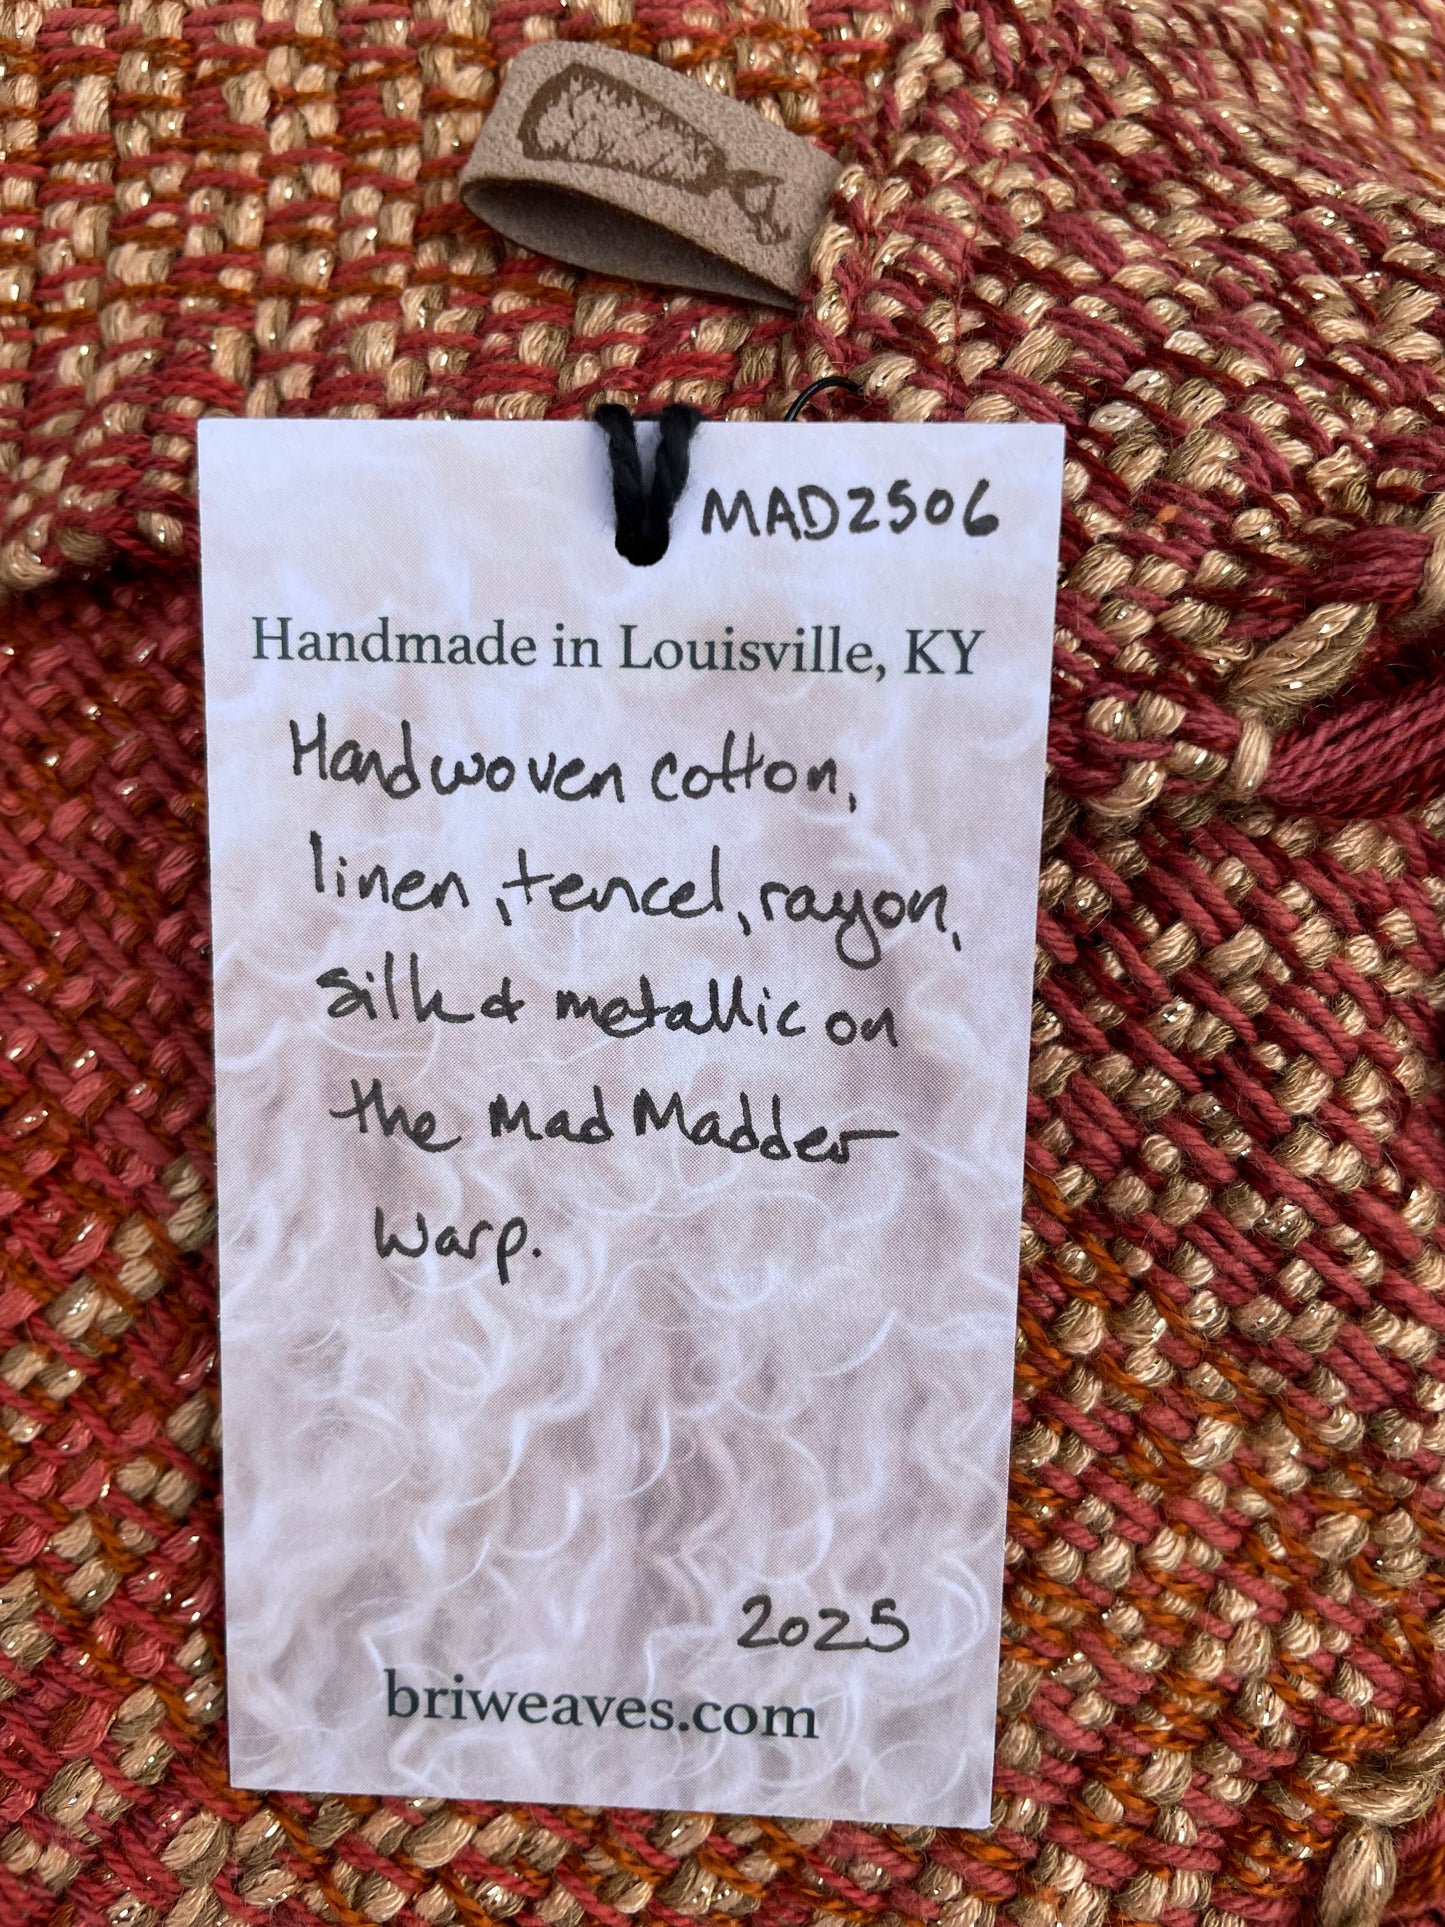 MAD2506
Handmade in Louisville, KY
Handwoven cotton,
linen, tencel, rayon,
silk & metallic on
the Mad Madder
Warp.
2025
briweaves.com